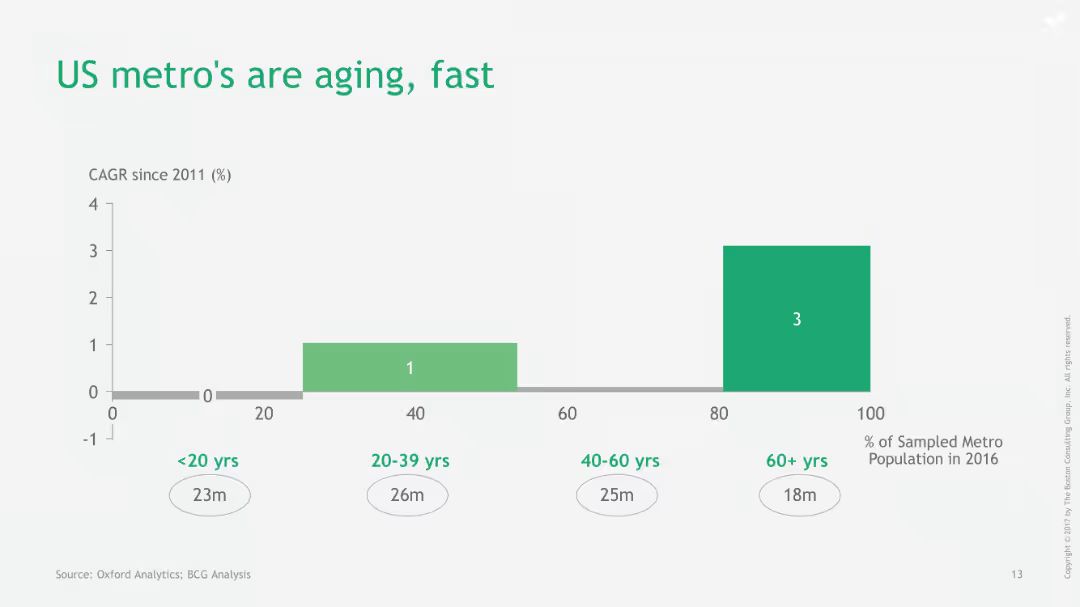 US metro's are aging, fast
CAGR since 2011 (%)
4
3
2
1
0
-1
0
1
3
0 20 40 60 80 100
% of Sampled Metro
Population in 2016
<20 yrs 20-39 yrs 40-60 yrs 60+ yrs
23m 26m 25m 18m
Source: Oxford Analytics; BCG Analysis
13
Copyright © 2017 by The Boston Consulting Group, Inc. All rights reserved.